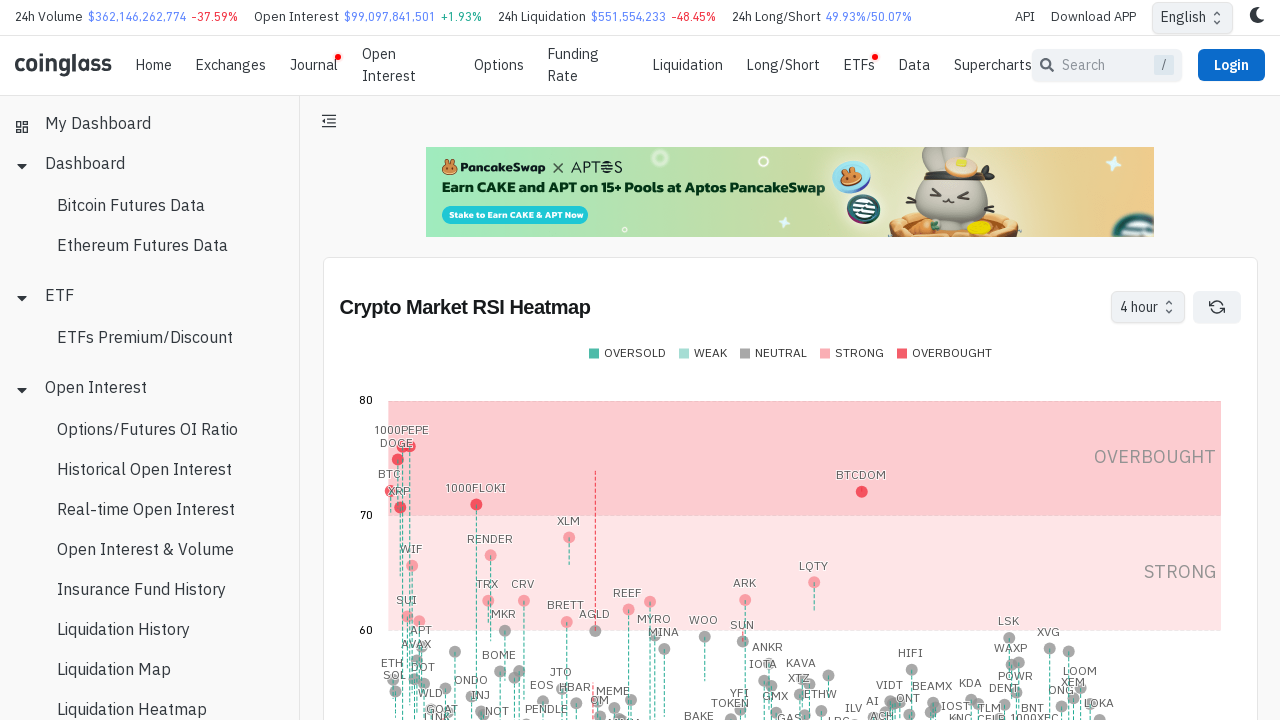 24h Volume $362,146,262,774 -37.59% Open Interest $99,097,841,501 +1.93% 24h Liquidation $551,554,233 -48.45% 24h Long/Short 49.93%/50.07% API Download APP English
coinglass Home Exchanges Journal Open Interest Options Funding Rate Liquidation Long/Short ETFs Data Supercharts Search / Login
My Dashboard
Dashboard
Bitcoin Futures Data
Ethereum Futures Data
ETF
ETFs Premium/Discount
Open Interest
Options/Futures OI Ratio
Historical Open Interest
Real-time Open Interest
Open Interest & Volume
Insurance Fund History
Liquidation History
Liquidation Map
Liquidation Heatmap
PancakeSwap × APTOS
Earn CAKE and APT on 15+ Pools at Aptos PancakeSwap
Stake to Earn CAKE & APT Now
Crypto Market RSI Heatmap
4 hour
OVERSOLD WEAK NEUTRAL STRONG OVERBOUGHT
80
1000PEPE
DOGE
OVERBOUGHT
BTC
BTCDOM
XRP
1000FLOKI
70
XLM
RENDER
WIF
LQTY
STRONG
TRX CRV ARK
REEF
SUI
BRETT
MKR AGLD
MYRO WOO LSK
SUN
60
APT MINA XVG
AVAX ANKR WAXP
BOME HIFI
ETH DOT IOTA KAVA
SOL JTO LOOM
ONDO XTZ POWR
EOS HBAR VIDT BEAMX KDA DENT XEM
WLD INJ MEME YFI GMX ETHW DNG
OM TOKEN AI ONT LOKA
GOAT NOT PENDLE ILV IOST TLM BNT
LINK BAKE GAS ACH KNC CELR 1000XEC